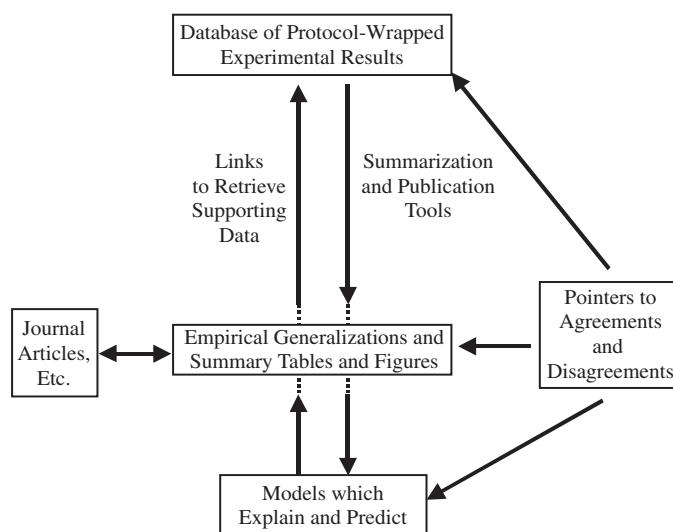 Database of Protocol-Wrapped
Experimental Results
Links
to Retrieve
Supporting
Data
Summarization
and Publication
Tools
Journal
Articles,
Etc.
Empirical Generalizations and
Summary Tables and Figures
Pointers to
Agreements
and
Disagreements
Models which
Explain and Predict